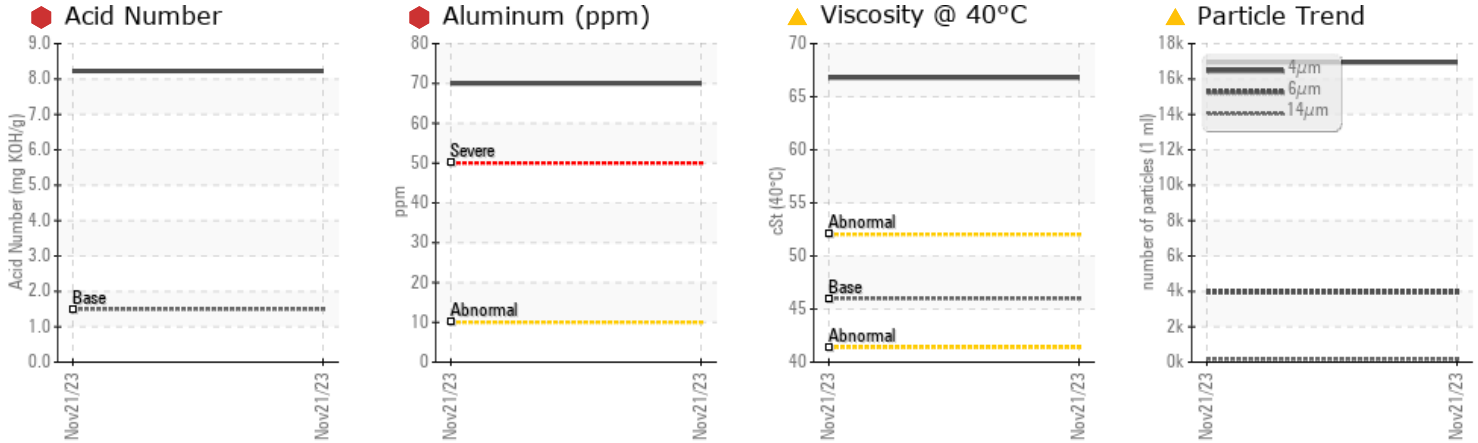 Acid Number
Acid Number (mg KOH/g)
9.0
8.0
7.0
6.0
5.0
4.0
3.0
2.0
1.0
0.0
Base
Nov21/23
Nov21/23
Aluminum (ppm)
ppm
80
70
60
50
40
30
20
10
0
Severe
Abnormal
Nov21/23
Nov21/23
Viscosity @ 40°C
cSt (40°C)
70
65
60
55
50
45
40
Abnormal
Base
Abnormal
Nov21/23
Nov21/23
Particle Trend
number of particles (1 ml)
18k
16k
14k
12k
10k
8k
6k
4k
2k
0k
4µm
6µm
14µm
Nov21/23
Nov21/23